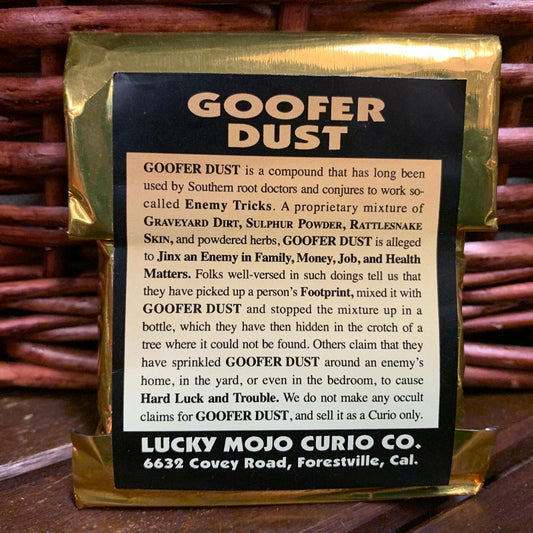 GOOFER
DUST
GOOFER DUST is a compound that has long been
used by Southern root doctors and conjures to work so-
called Enemy Tricks. A proprietary mixture of
GRAVEYARD DIRT, SULPHUR POWDER, RATTLESNAKE
SKIN, and powdered herbs, GOOFER DUST is alleged
to Jinx an Enemy in Family, Money, Job, and Health
Matters. Folks well-versed in such doings tell us that
they have picked up a person's Footprint, mixed it with
GOOFER DUST and stopped the mixture up in a
bottle, which they have then hidden in the crotch of a
tree where it could not be found. Others claim that they
have sprinkled GOOFER DUST around an enemy's
home, in the yard, or even in the bedroom, to cause
Hard Luck and Trouble. We do not make any occult
claims for GOOFER DUST, and sell it as a Curio only.
LUCKY MOJO CURIO CO.
6632 Covey Road, Forestville, Cal.